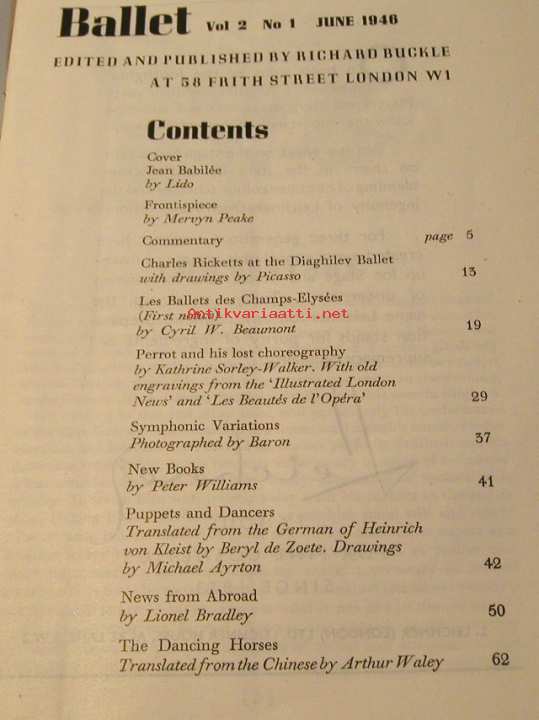 Ballet Vol 2 No 1 JUNE 1946
EDITED AND PUBLISHED BY RICHARD BUCKLE
AT 58 FRITH STREET LONDON W1
Contents
Cover
Jean Babilée
by Lido
Frontispiece
by Mervyn Peake
Commentary page 5
Charles Ricketts at the Diaghilev Ballet
with drawings by Picasso 13
Les Ballets des Champs-Elysées
(First notice)
Antikvariaatti.net
by Cyril W. Beaumont 19
Perrot and his lost choreography
by Kathrine Sorley-Walker. With old
engravings from the 'Illustrated London
News' and 'Les Beautés de l'Opéra' 29
Symphonic Variations
Photographed by Baron 37
New Books
by Peter Williams 41
Puppets and Dancers
Translated from the German of Heinrich
von Kleist by Beryl de Zoete. Drawings
by Michael Ayrton 42
News from Abroad
by Lionel Bradley 50
The Dancing Horses
Translated from the Chinese by Arthur Waley 62